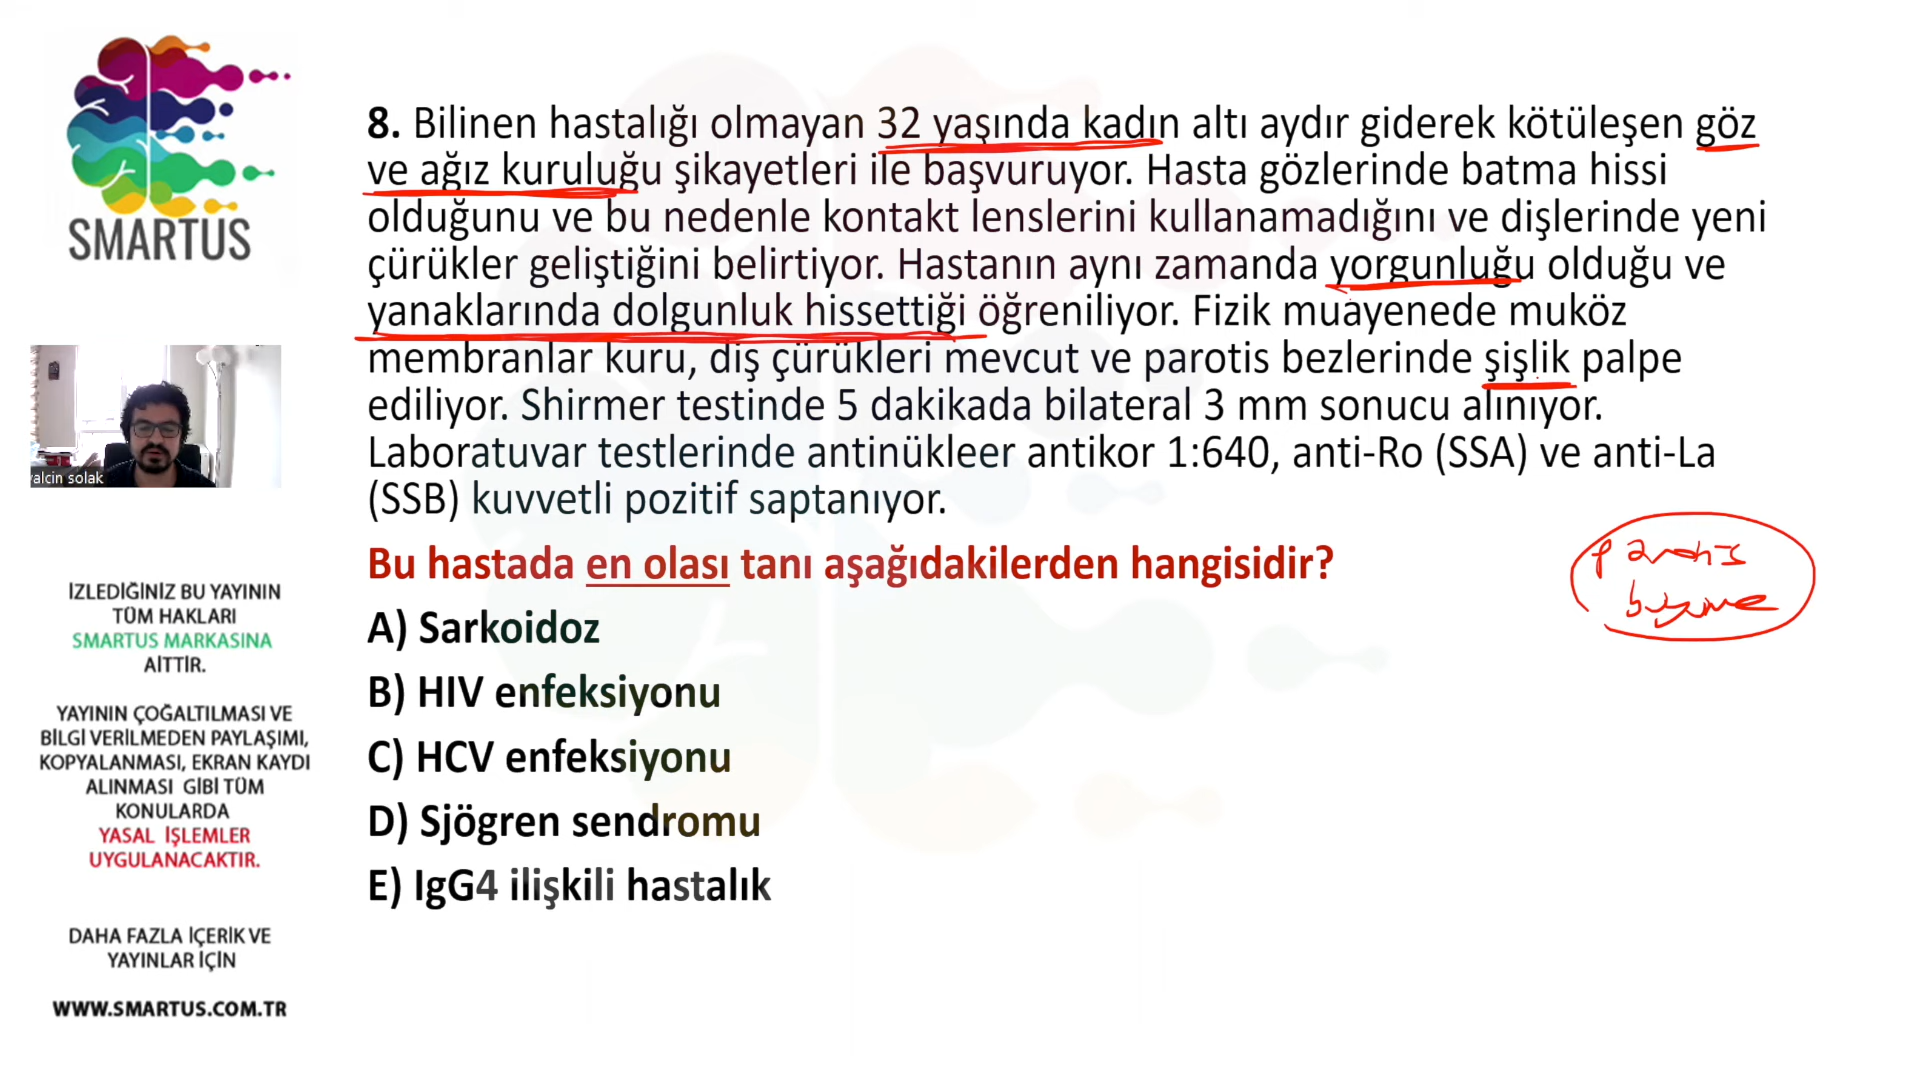 SMARTUS
8. Bilinen hastalığı olmayan 32 yaşında kadın altı aydır giderek kötüleşen göz
ve ağız kuruluğu şikayetleri ile başvuruyor. Hasta gözlerinde batma hissi
olduğunu ve bu nedenle kontakt lenslerini kullanamadığını ve dişlerinde yeni
çürükler geliştiğini belirtiyor. Hastanın aynı zamanda yorgunluğu olduğu ve
yanaklarında dolgunluk hissettiği öğreniliyor. Fizik muayenede muköz
membranlar kuru, diş çürükleri mevcut ve parotis bezlerinde şişlik palpe
ediliyor. Shirmer testinde 5 dakikada bilateral 3 mm sonucu alınıyor.
Laboratuvar testlerinde antinükleer antikor 1:640, anti-Ro (SSA) ve anti-La
(SSB) kuvvetli pozitif saptanıyor.
Bu hastada en olası tanı aşağıdakilerden hangisidir?
A) Sarkoidoz
B) HIV enfeksiyonu
C) HCV enfeksiyonu
D) Sjögren sendromu
E) IgG4 ilişkili hastalık
parotis
yalcin solak
İZLEDİĞİNİZ BU YAYININ
TÜM HAKLARI
SMARTUS MARKASINA
AİTTİR.
YAYININ ÇOĞALTILMASI VE
BİLGİ VERİLMEDEN PAYLAŞIMI,
KOPYALANMASI, EKRAN KAYDI
ALINMASI GİBİ TÜM
KONULARDA
YASAL İŞLEMLER
UYGULANACAKTIR.
DAHA FAZLA İÇERİK VE
YAYINLAR İÇİN
WWW.SMARTUS.COM.TR